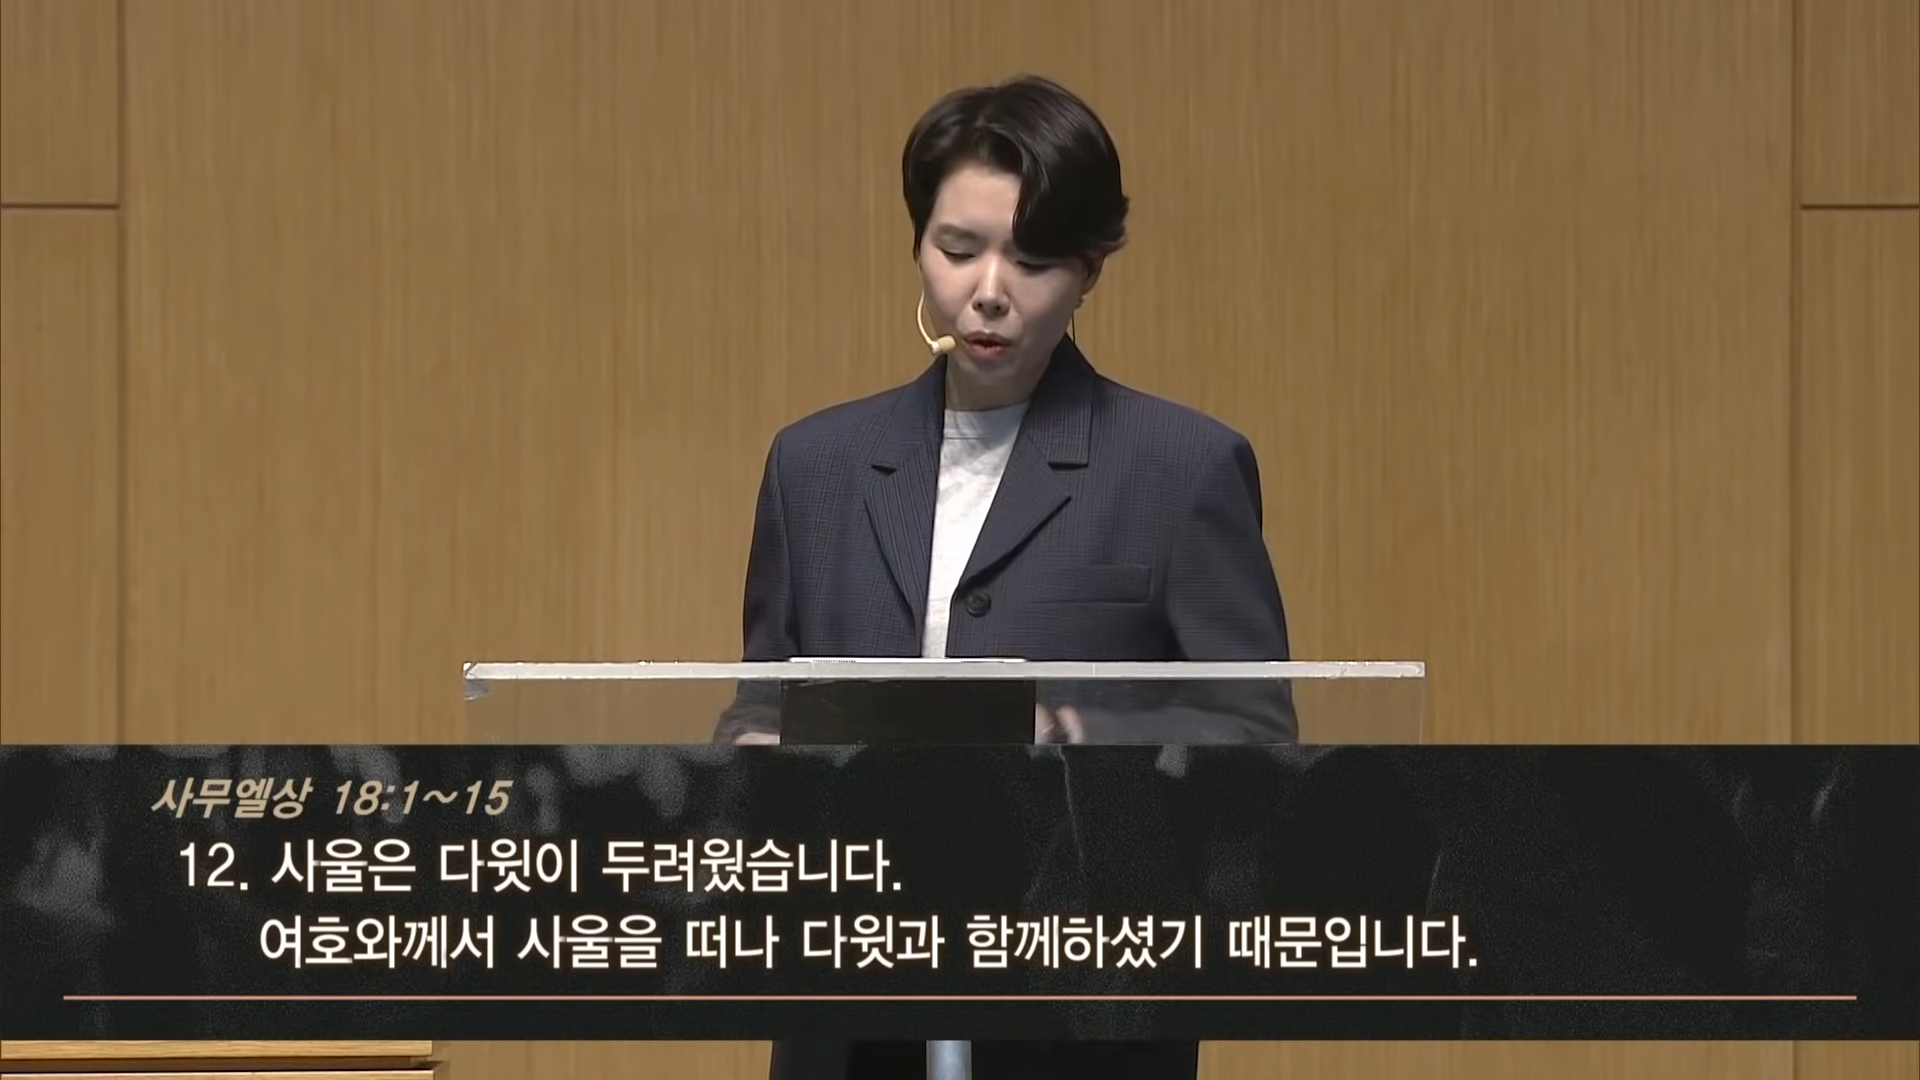 사무엘상 18:1~15
12. 사울은 다윗이 두려웠습니다.
여호와께서 사울을 떠나 다윗과 함께하셨기 때문입니다.